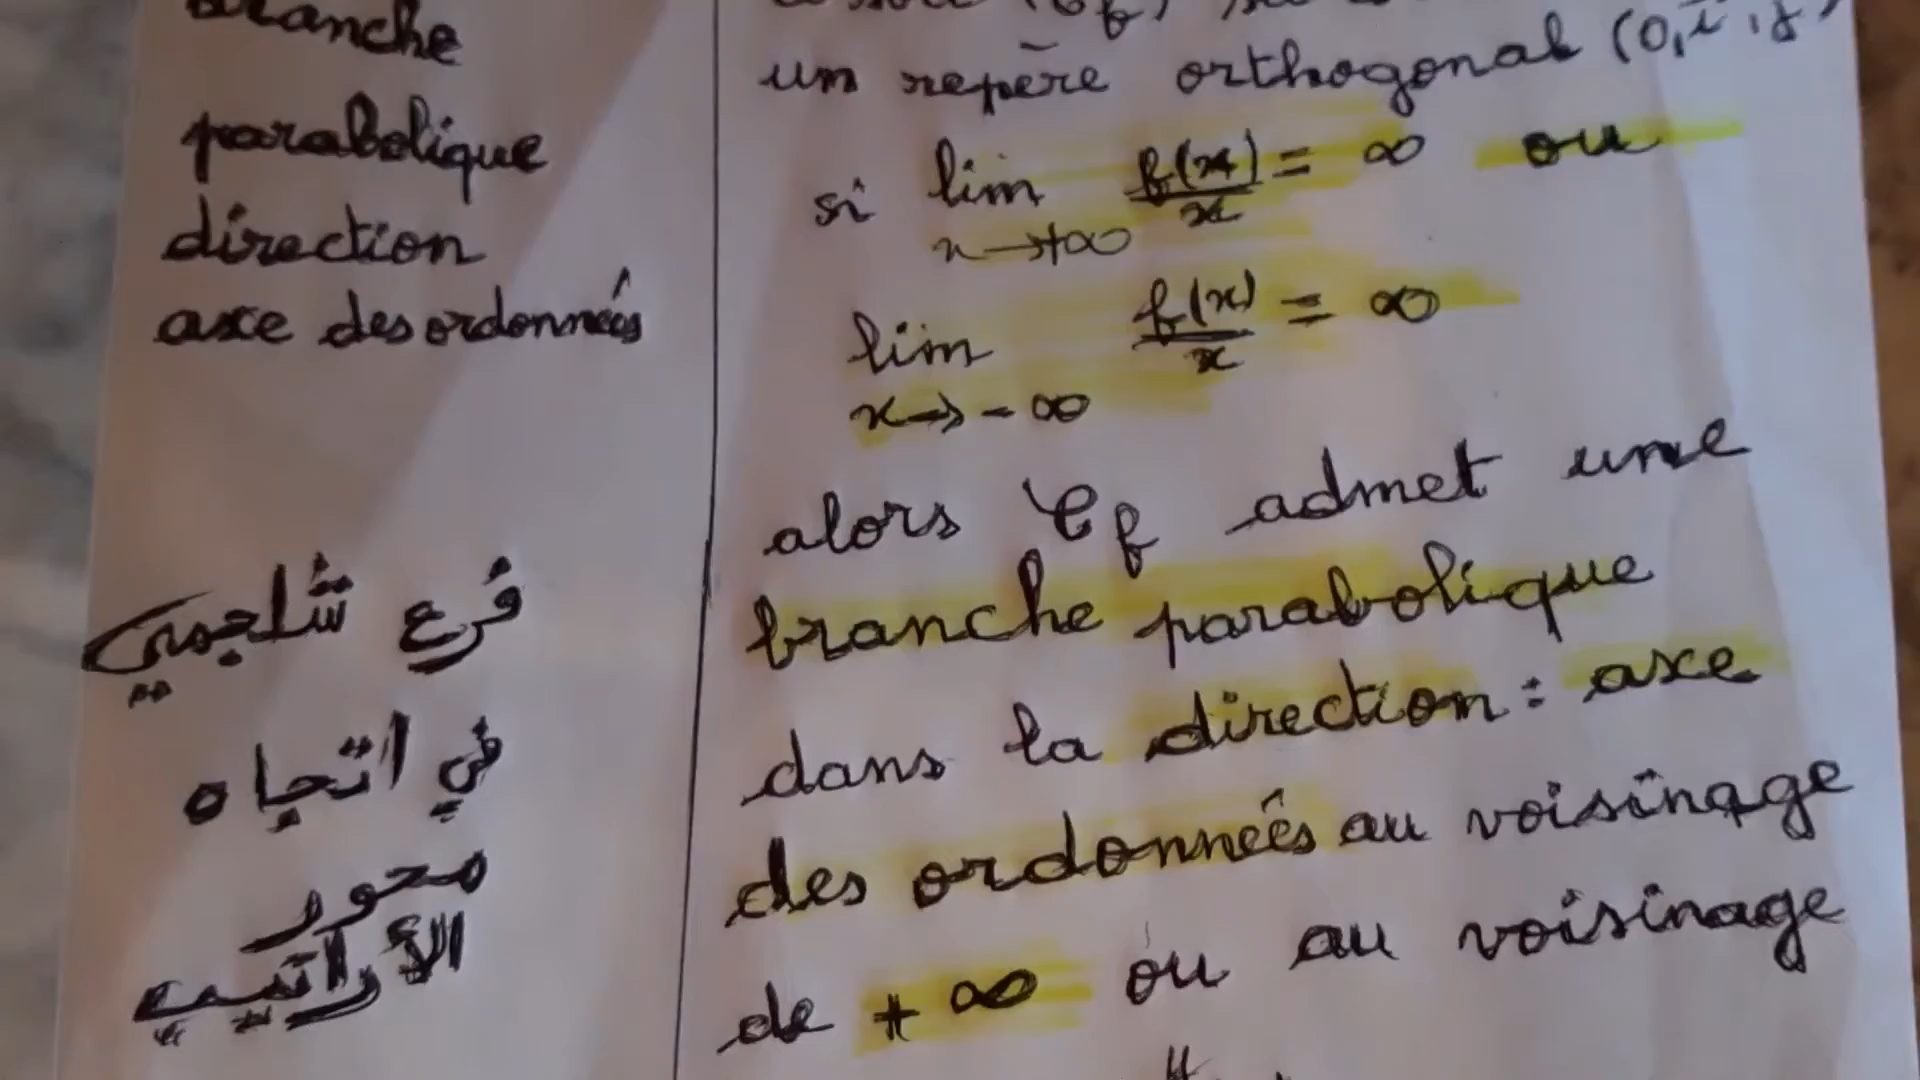 branche
parabolique
direction
axe des ordonnées
فرع شلجمي
في اتجاه
محور
الأراتيب
un repère orthogonal (0,i,j)
si lim f(x)/x = ∞ ou
x→+∞
lim f(x)/x = ∞
x→-∞
alors Cf admet une
branche parabolique
dans la direction : axe
des ordonnées au voisinage
de +∞ ou au voisinage